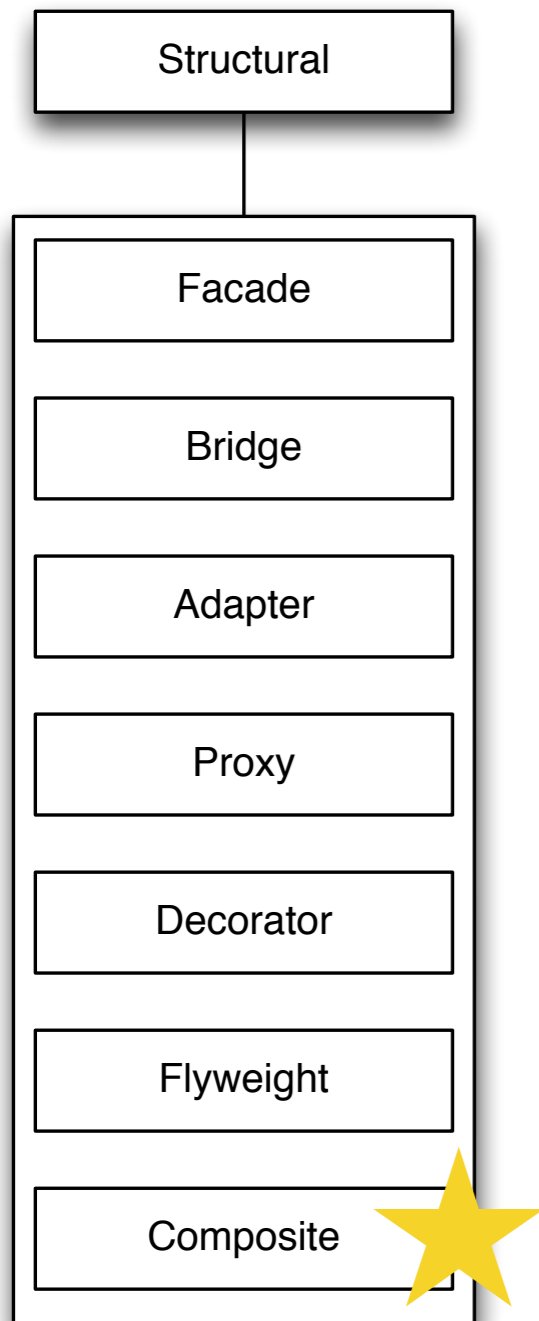 Structural
Facade
Bridge
Adapter
Proxy
Decorator
Flyweight
Composite